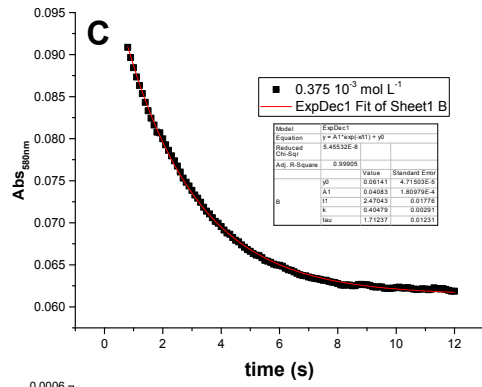 C
0.095
0.090
0.085
0.080
0.075
0.070
0.065
0.060
Abs580nm
0 2 4 6 8 10 12
time (s)
0.375 10-3 mol L-1
ExpDec1 Fit of Sheet1 B
Model ExpDec1
Equation y = A1*exp(-x/t1) + y0
Reduced Chi-Sqr 5.45532E-8
Adj. R-Square 0.99905
Value Standard Error
B y0 0.06141 4.71503E-5
A1 0.04083 1.80979E-4
t1 2.47043 0.01776
k 0.40479 0.00291
tau 1.71237 0.01231
0.0006